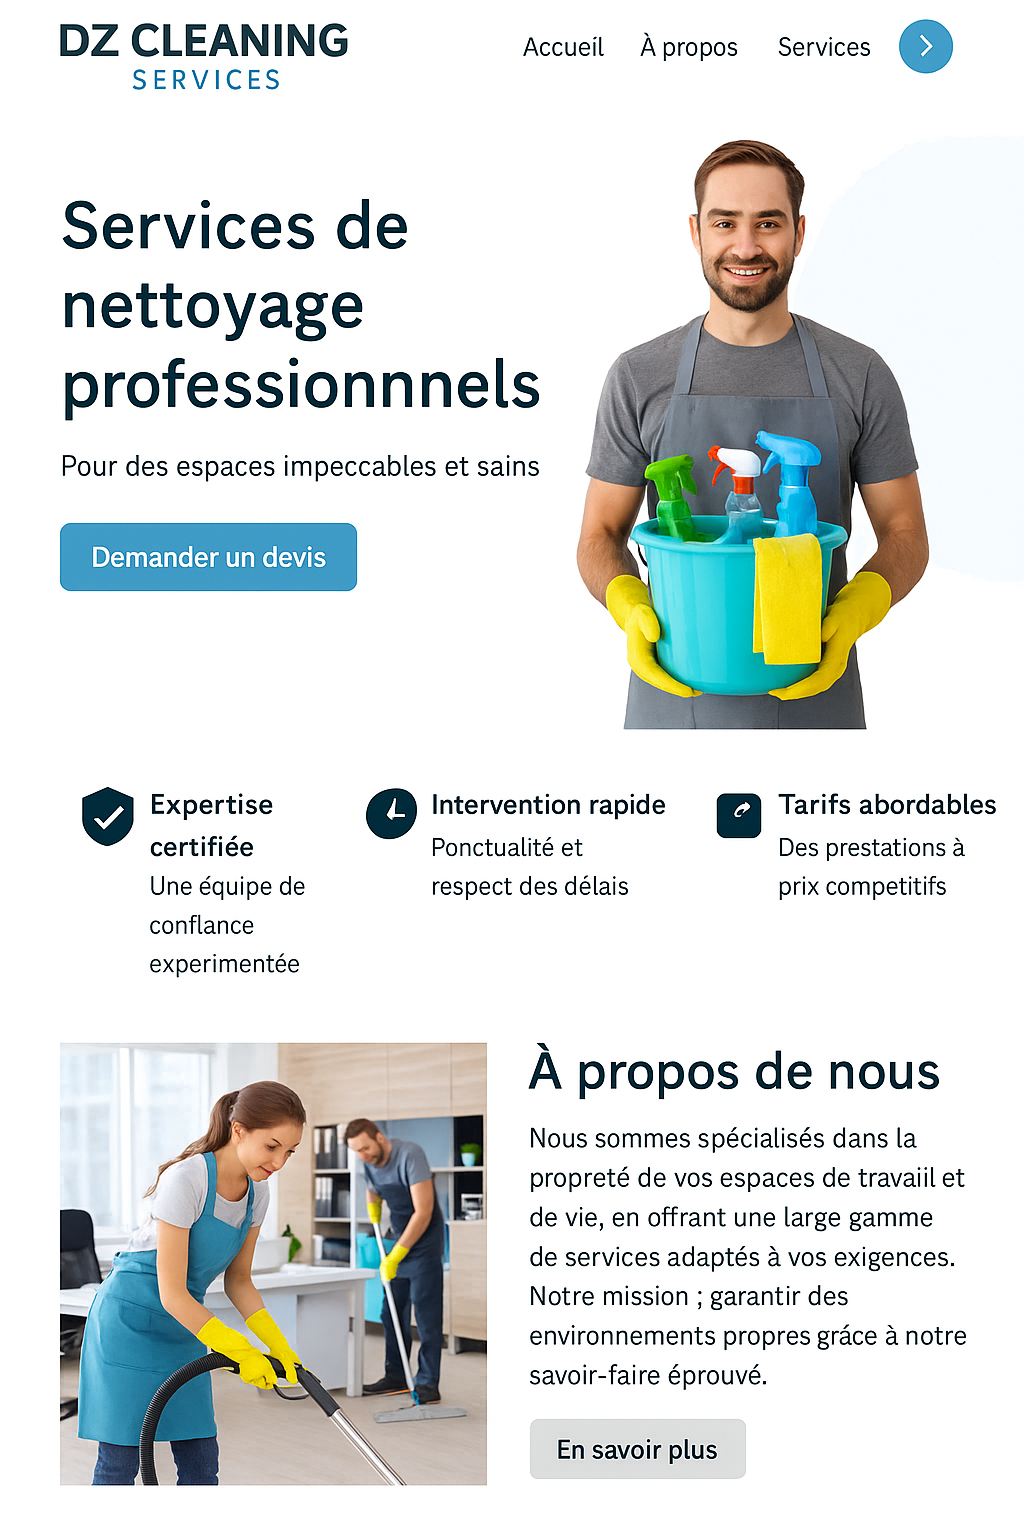 DZ CLEANING
SERVICES
Accueil À propos Services
Services de
nettoyage
professionnnels
Pour des espaces impeccables et sains
Demander un devis
Expertise
certifiée
Une équipe de
conflance
experimentée
Intervention rapide
Ponctualité et
respect des délais
Tarifs abordables
Des prestations à
prix competitifs
À propos de nous
Nous sommes spécialisés dans la
propreté de vos espaces de travaiil et
de vie, en offrant une large gamme
de services adaptés à vos exigences.
Notre mission ; garantir des
environnements propres gráce à notre
savoir-faire éprouvé.
En savoir plus